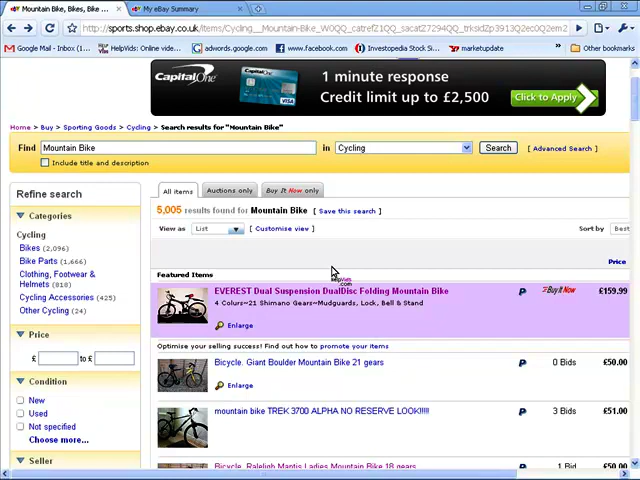 Mountain Bike, Bikes, Bike ...
My eBay Summary
http://sports.shop.ebay.co.uk/items/Cycling__Mountain-Bike_W0QQ_catrefZ1QQ_sacatZ27294QQ_trksidZp3913Q2ec0Q2em2
Google Mail - Inbox (1...
HelpVids: Online vide...
adwords.google.com
www.facebook.com
Investopedia Stock Si...
marketupdate
Other bookmarks
Capital One
VISA
1 minute response
Credit limit up to £2,500
Click to Apply
Home > Buy > Sporting Goods > Cycling > Search results for "Mountain Bike"
Find
Mountain Bike
in
Cycling
Search
[ Advanced Search ]
Include title and description
Refine search
Categories
Cycling
Bikes (2,096)
Bike Parts (1,666)
Clothing, Footwear & Helmets (818)
Cycling Accessories (425)
Other Cycling (24)
Price
£
to £
Condition
New
Used
Not specified
Choose more...
Seller
All items
Auctions only
Buy It Now only
5,005 results found for Mountain Bike [ Save this search ]
View as
List
[ Customise view ]
Sort by
Best
Price
Featured Items
EVEREST Dual Suspension DualDisc Folding Mountain Bike
4 Colurs~21 Shimano Gears~Mudguards, Lock, Bell & Stand
Enlarge
P
Buy It Now
£159.99
Optimise your selling success! Find out how to promote your items
Bicycle. Giant Boulder Mountain Bike 21 gears
Enlarge
P
0 Bids
£50.00
mountain bike TREK 3700 ALPHA NO RESERVE LOOK!!!!!
P
3 Bids
£51.00
Bicycle. Raleigh Mantis Ladies Mountain Bike 18 gears
P
1 Bid
£50.00